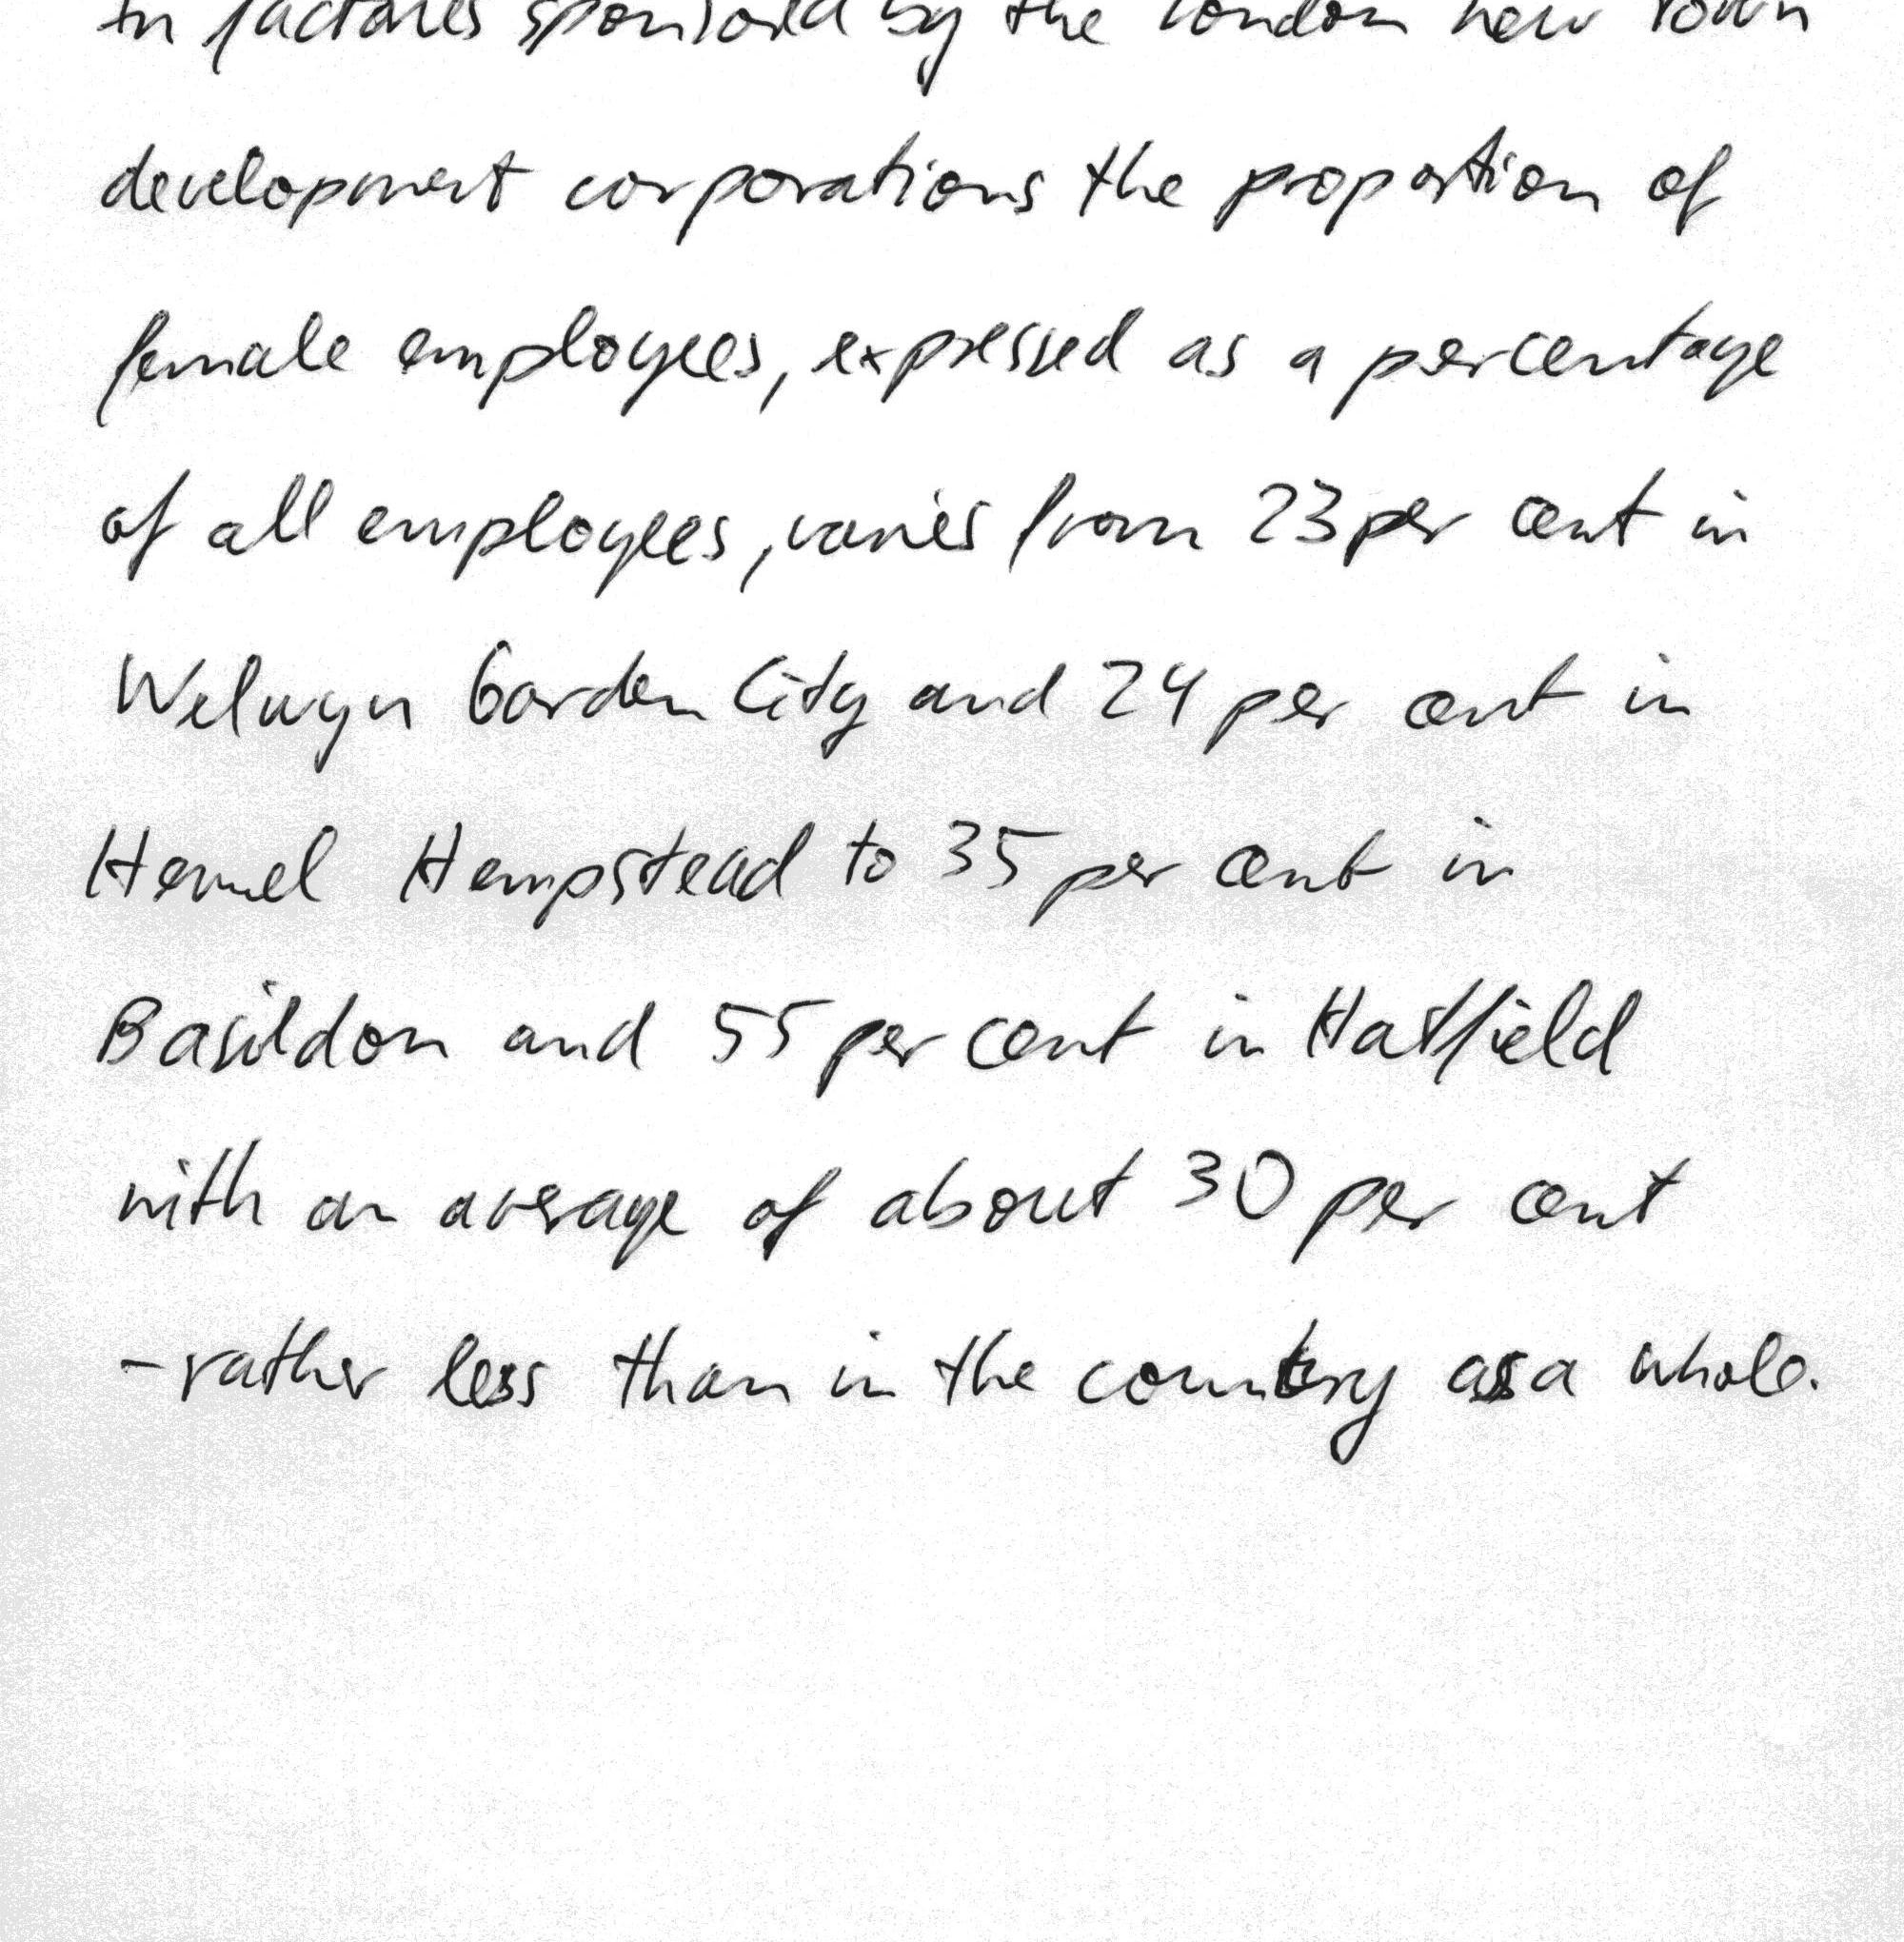 In factories sponsored by the London new town
development corporations the proportion of
female employees, expressed as a percentage
of all employees, varies from 23 per cent in
Welwyn Garden City and 24 per cent in
Hemel Hempstead to 35 per cent in
Basildon and 55 per cent in Hatfield
with an average of about 30 per cent
- rather less than in the country as a whole.